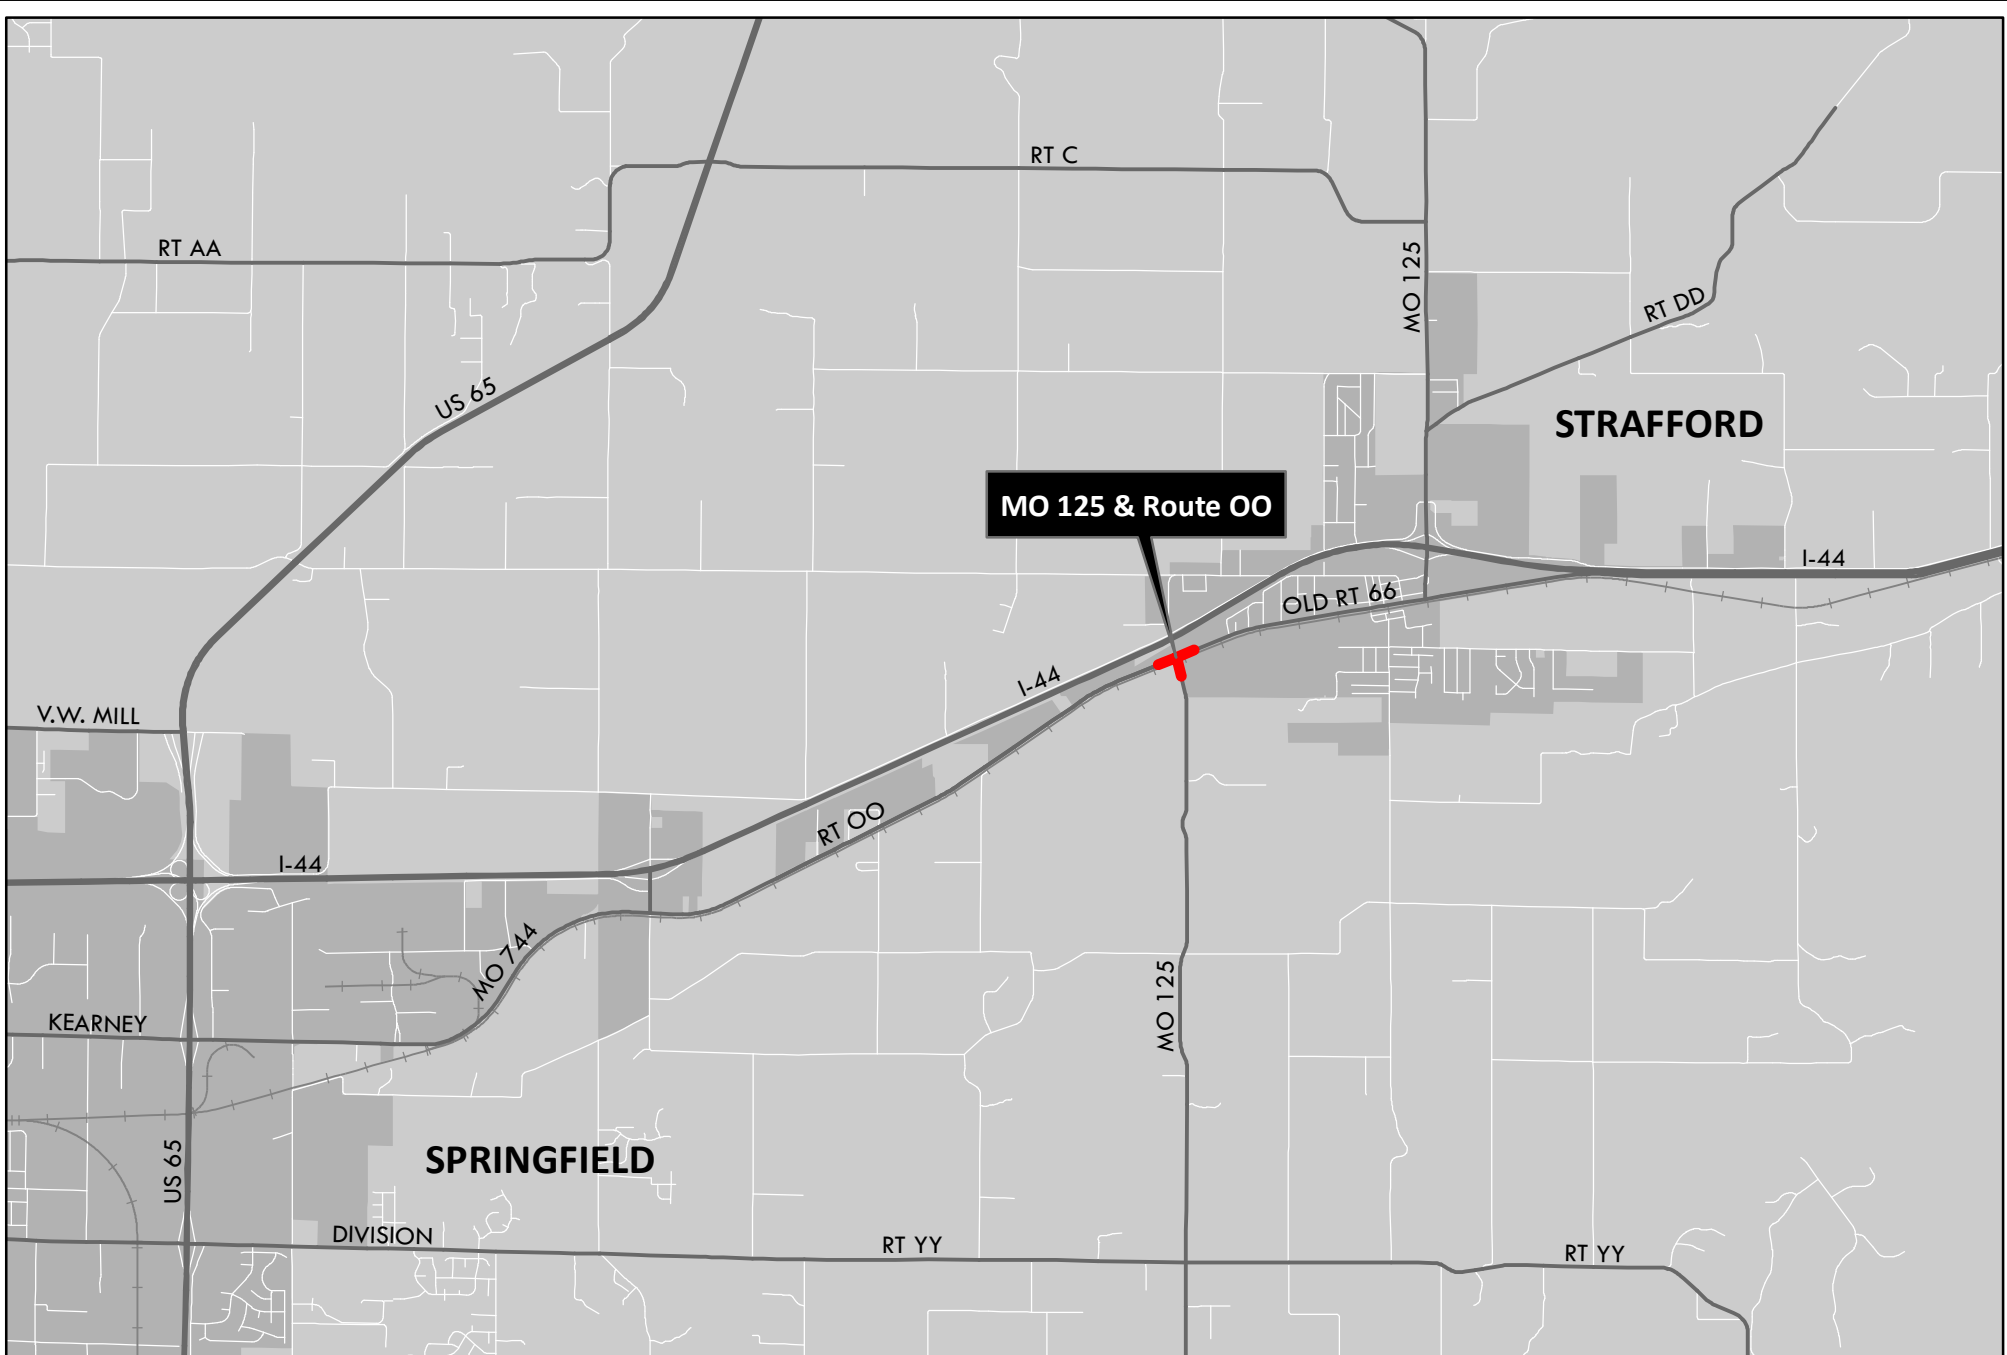 RT C
RT AA
MO 125
RT DD
US 65
STRAFFORD
MO 125 & Route OO
I-44
OLD RT 66
I-44
V.W. MILL
RT OO
I-44
MO 744
MO 125
KEARNEY
SPRINGFIELD
US 65
DIVISION
RT YY
RT YY